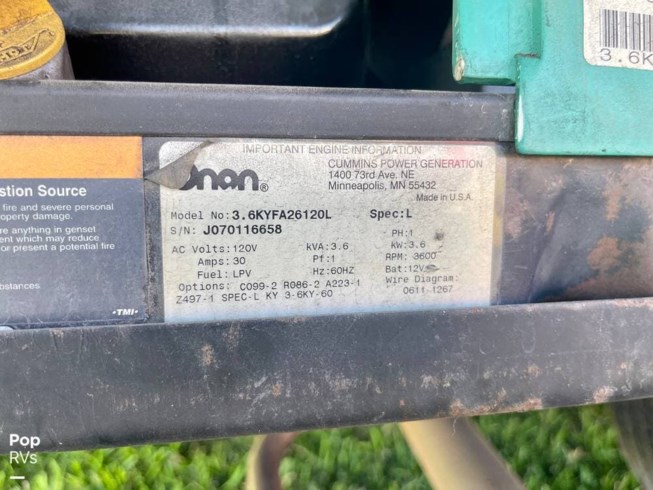 3.6K
IMPORTANT ENGINE INFORMATION
Onan®
CUMMINS POWER GENERATION
1400 73rd Ave. NE
Minneapolis, MN 55432
Made in U.S.A.
Model No: 3.6KYFA26120L Spec: L
S/N: J070116658 PH: 1
AC Volts: 120V kVA: 3.6 kW: 3.6
Amps: 30 Pf: 1 RPM: 3600
Fuel: LPV Hz: 60HZ Bat: 12V
Options: C099-2 R086-2 A223-1 Wire Diagram:
Z497-1 SPEC-L KY 3-6KY-60 0611-1267
stion Source
fire and severe personal
operty damage.
re anything in genset
ent which may reduce
or present a potential fire
bstances
•TMI•
Pop
RVs